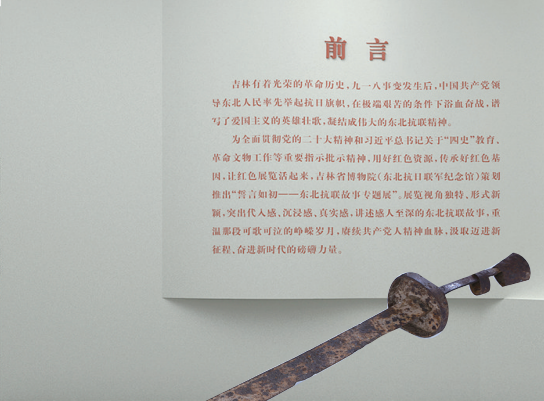 前言
吉林有着光荣的革命历史，九一八事变发生后，中国共产党领
导东北人民率先举起抗日旗帜，在极端艰苦的条件下浴血奋战，谱
写了爱国主义的英雄壮歌，凝结成伟大的东北抗联精神。
为全面贯彻党的二十大精神和习近平总书记关于“四史”教育、
革命文物工作等重要指示批示精神，用好红色资源，传承好红色基
因，让红色展览活起来，吉林省博物院（东北抗日联军纪念馆）策划
推出“誓言如初——东北抗联故事专题展”。展览视角独特、形式新
颖，突出代入感、沉浸感、真实感，讲述感人至深的东北抗联故事，重
温那段可歌可泣的峥嵘岁月，赓续共产党人精神血脉，汲取迈进新
征程、奋进新时代的磅礴力量。